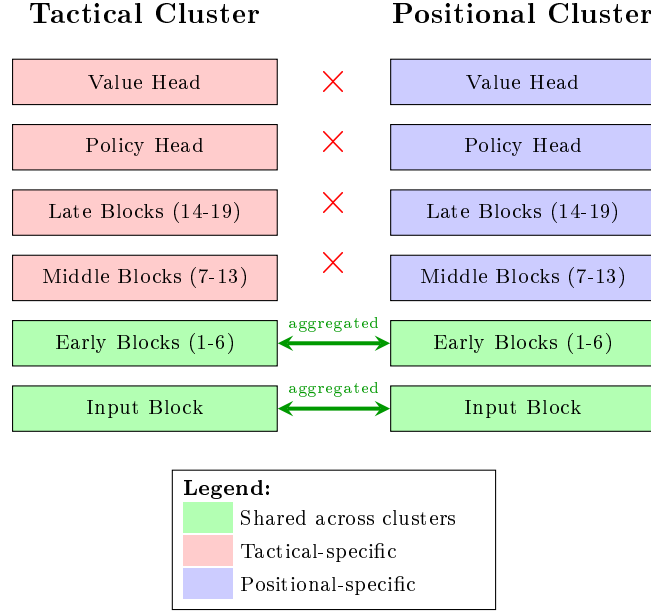 Tactical Cluster
Positional Cluster
Value Head
Value Head
Policy Head
Policy Head
Late Blocks (14-19)
Late Blocks (14-19)
Middle Blocks (7-13)
Middle Blocks (7-13)
aggregated
Early Blocks (1-6)
Early Blocks (1-6)
aggregated
Input Block
Input Block
Legend:
Shared across clusters
Tactical-specific
Positional-specific